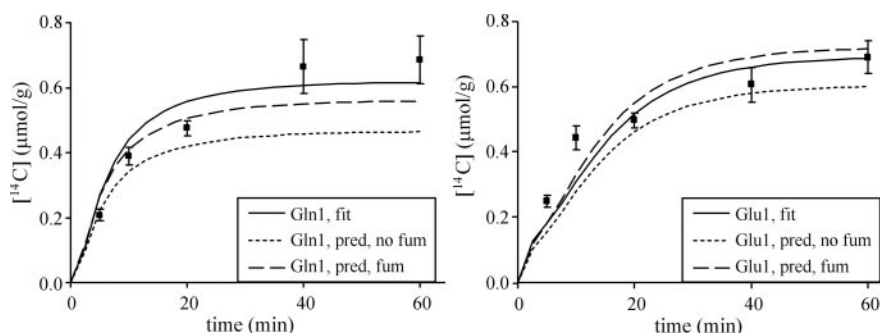 0.8
0.6
0.4
0.2
0.0
[¹⁴C] (μmol/g)
0
20
40
60
time (min)
Gln1, fit
Gln1, pred, no fum
Gln1, pred, fum
0.8
0.6
0.4
0.2
0.0
[¹⁴C] (μmol/g)
0
20
40
60
time (min)
Glu1, fit
Glu1, pred, no fum
Glu1, pred, fum